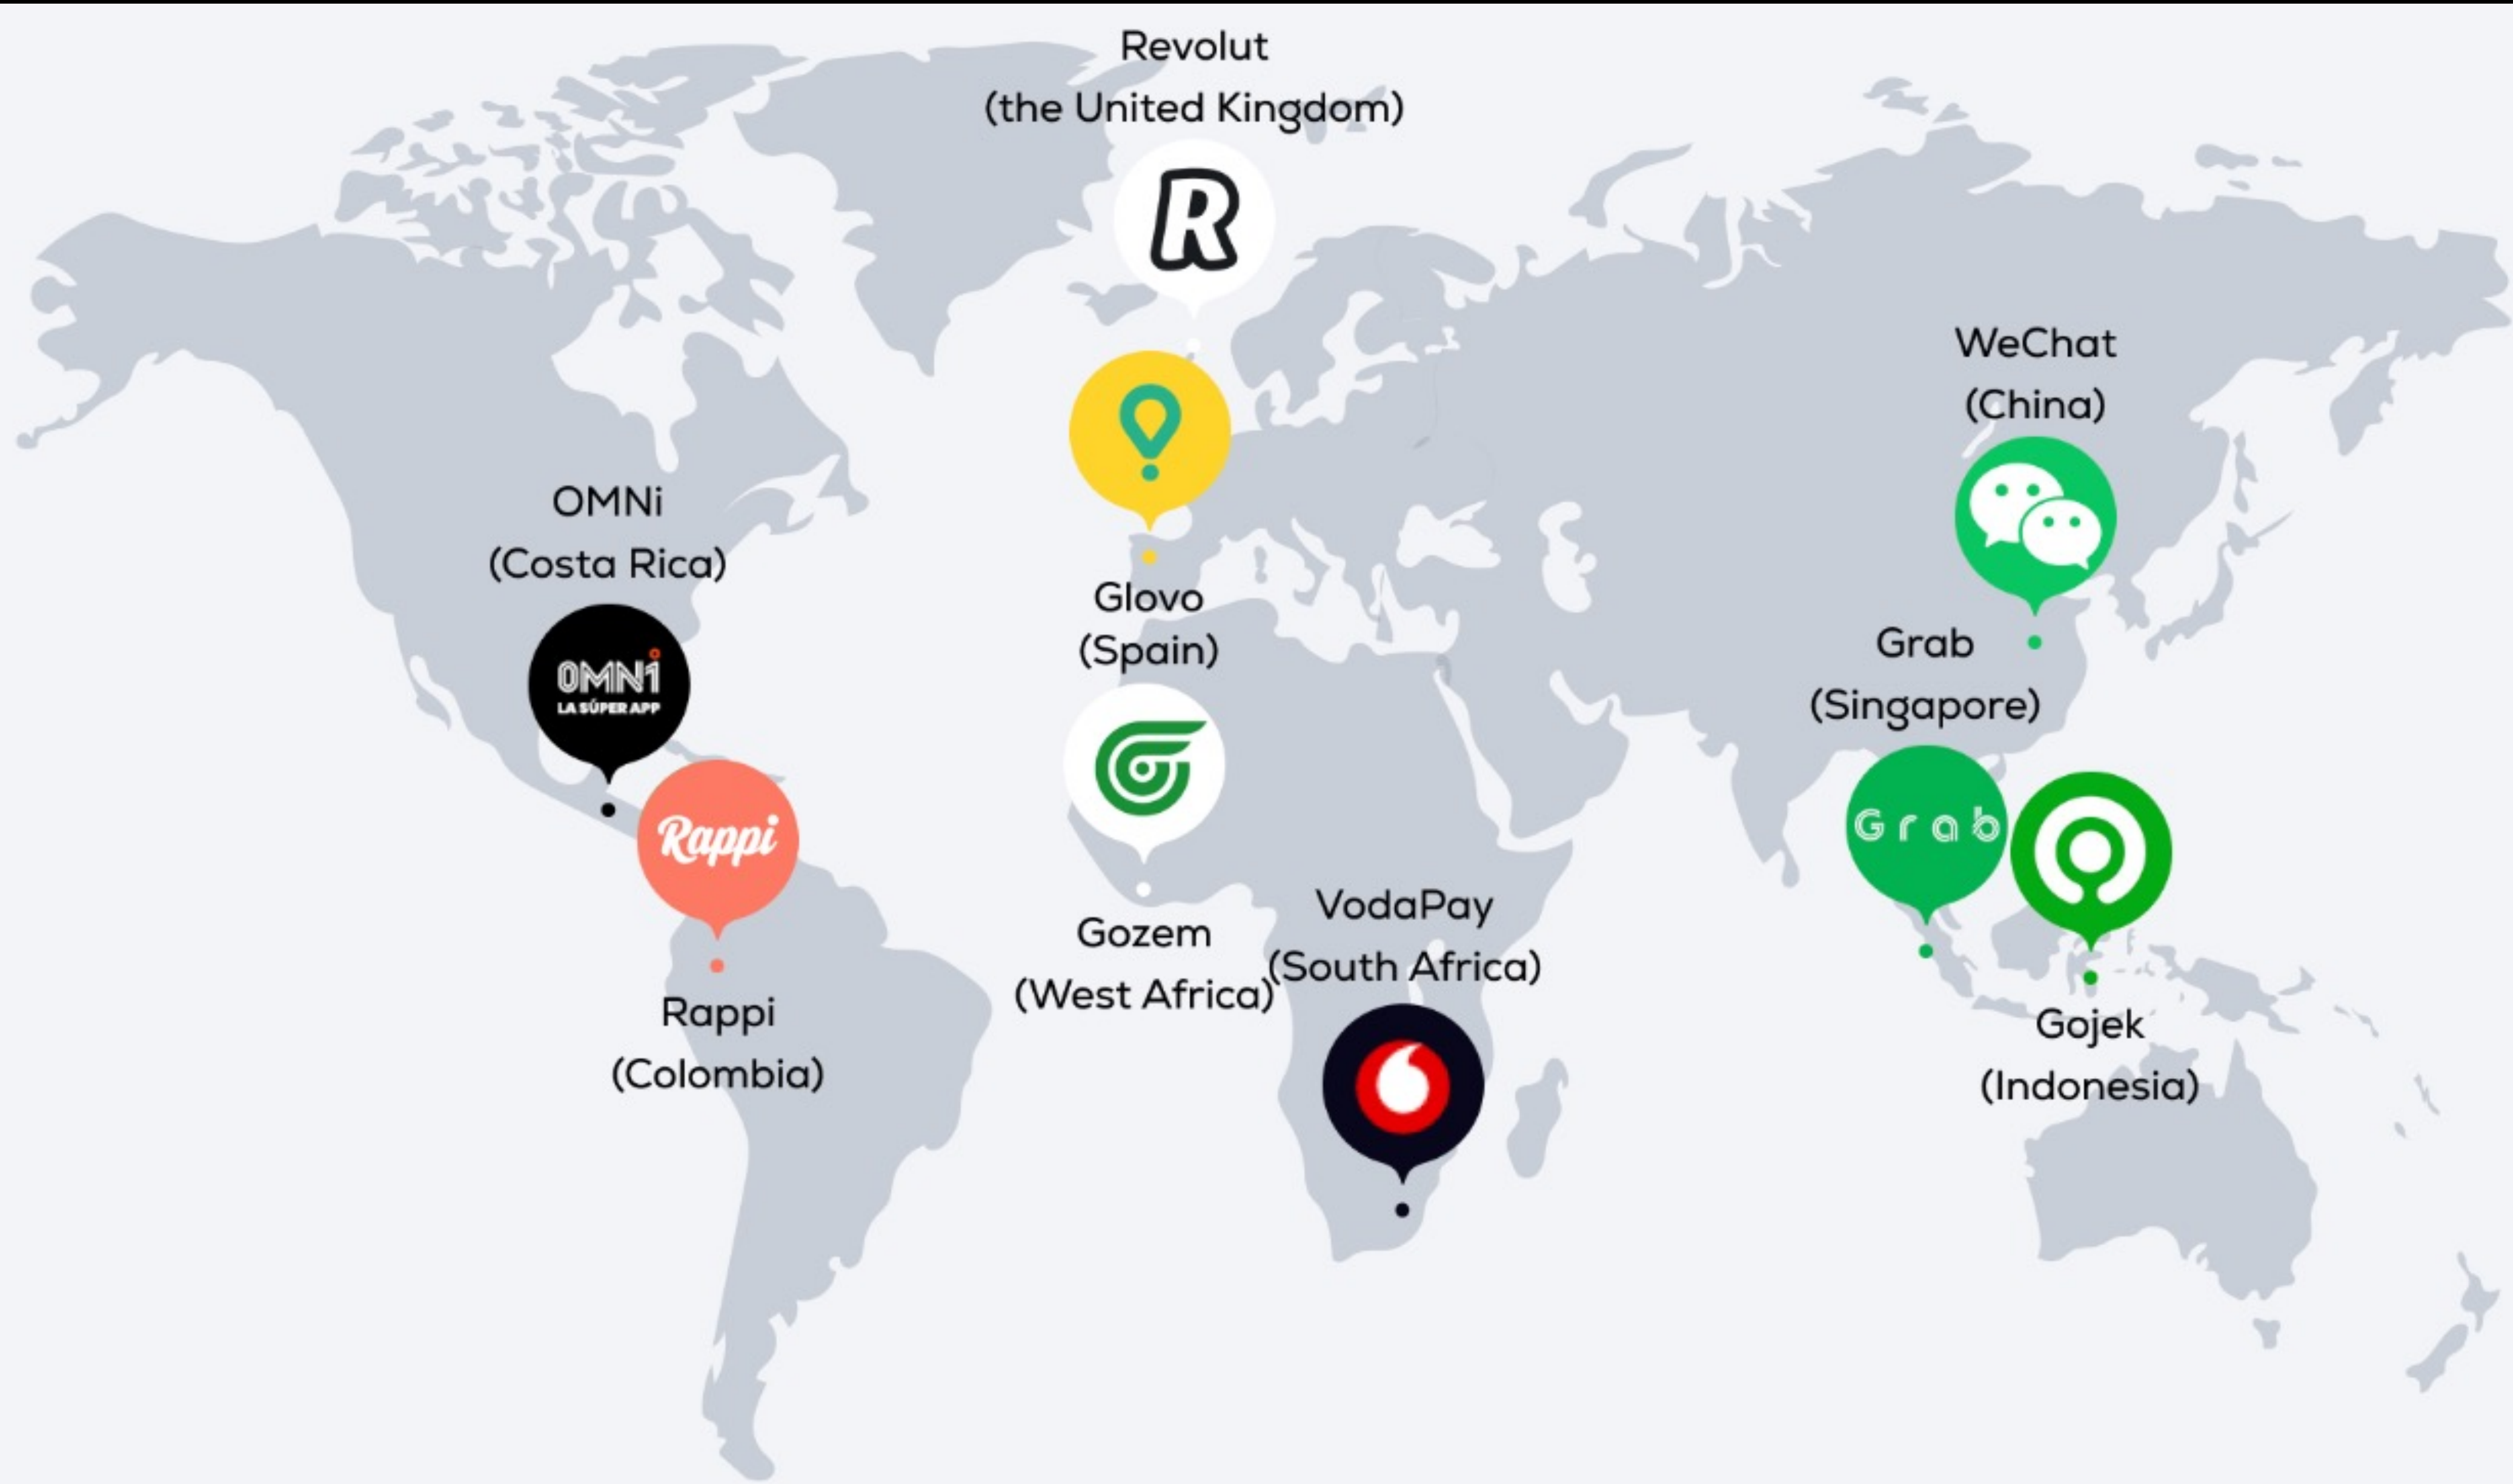 Revolut
(the United Kingdom)
R
WeChat
(China)
OMNi
(Costa Rica)
OMNi
LA SÚPER APP
Glovo
(Spain)
Grab
(Singapore)
Grab
Rappi
Rappi
(Colombia)
Gozem
(West Africa)
VodaPay
(South Africa)
Gojek
(Indonesia)